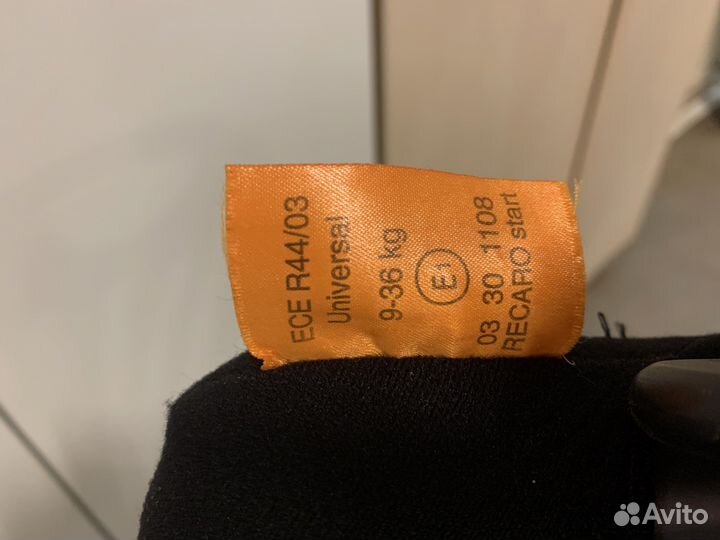 ECE R44/03
Universal
9-36 kg
E1
03 30 1108
RECARO start
Avito